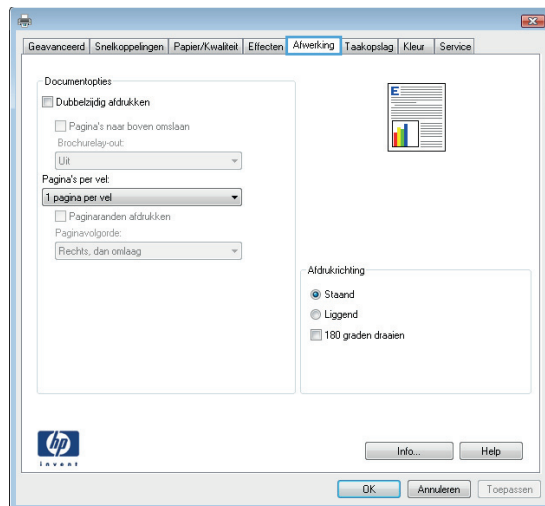 Geavanceerd Snelkoppelingen Papier/Kwaliteit Effecten Afwerking Taakopslag Kleur Service
Documentopties
Dubbelzijdig afdrukken
Pagina's naar boven omslaan
Brochurelay-out:
Uit
Pagina's per vel:
1 pagina per vel
Paginaranden afdrukken
Paginavolgorde:
Rechts, dan omlaag
E
Afdrukrichting
Staand
Liggend
180 graden draaien
hp
invent
Info... Help
OK Annuleren Toepassen